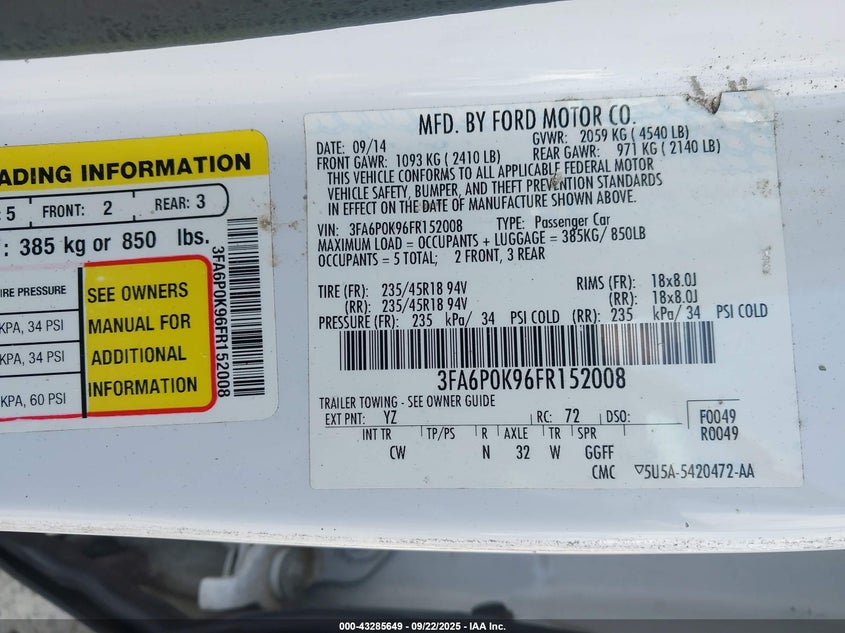 ADING INFORMATION
: 5 FRONT: 2 REAR: 3
: 385 kg or 850 lbs.
IRE PRESSURE
KPA, 34 PSI
KPA, 34 PSI
KPA, 60 PSI
SEE OWNERS
MANUAL FOR
ADDITIONAL
INFORMATION
3FA6P0K96FR152008
MFD. BY FORD MOTOR CO.
DATE: 09/14 GVWR: 2059 KG ( 4540 LB)
FRONT GAWR: 1093 KG ( 2410 LB) REAR GAWR: 971 KG ( 2140 LB)
THIS VEHICLE CONFORMS TO ALL APPLICABLE FEDERAL MOTOR
VEHICLE SAFETY, BUMPER, AND THEFT PREVENTION STANDARDS
IN EFFECT ON THE DATE OF MANUFACTURE SHOWN ABOVE.
VIN: 3FA6P0K96FR152008 TYPE: Passenger Car
MAXIMUM LOAD = OCCUPANTS + LUGGAGE = 385KG/ 850LB
OCCUPANTS = 5 TOTAL; 2 FRONT, 3 REAR
TIRE (FR): 235/45R18 94V RIMS (FR): 18x8.0J
(RR): 235/45R18 94V (RR): 18x8.0J
PRESSURE (FR): 235 kPa/ 34 PSI COLD (RR): 235 kPa/ 34 PSI COLD
3FA6P0K96FR152008
TRAILER TOWING - SEE OWNER GUIDE
EXT PNT: YZ RC: 72 DSO: F0049
R0049
INT TR TP/PS R AXLE TR SPR
CW N 32 W GGFF
CMC ▽5U5A-5420472-AA
000-43285649 - 09/22/2025 - IAA Inc.